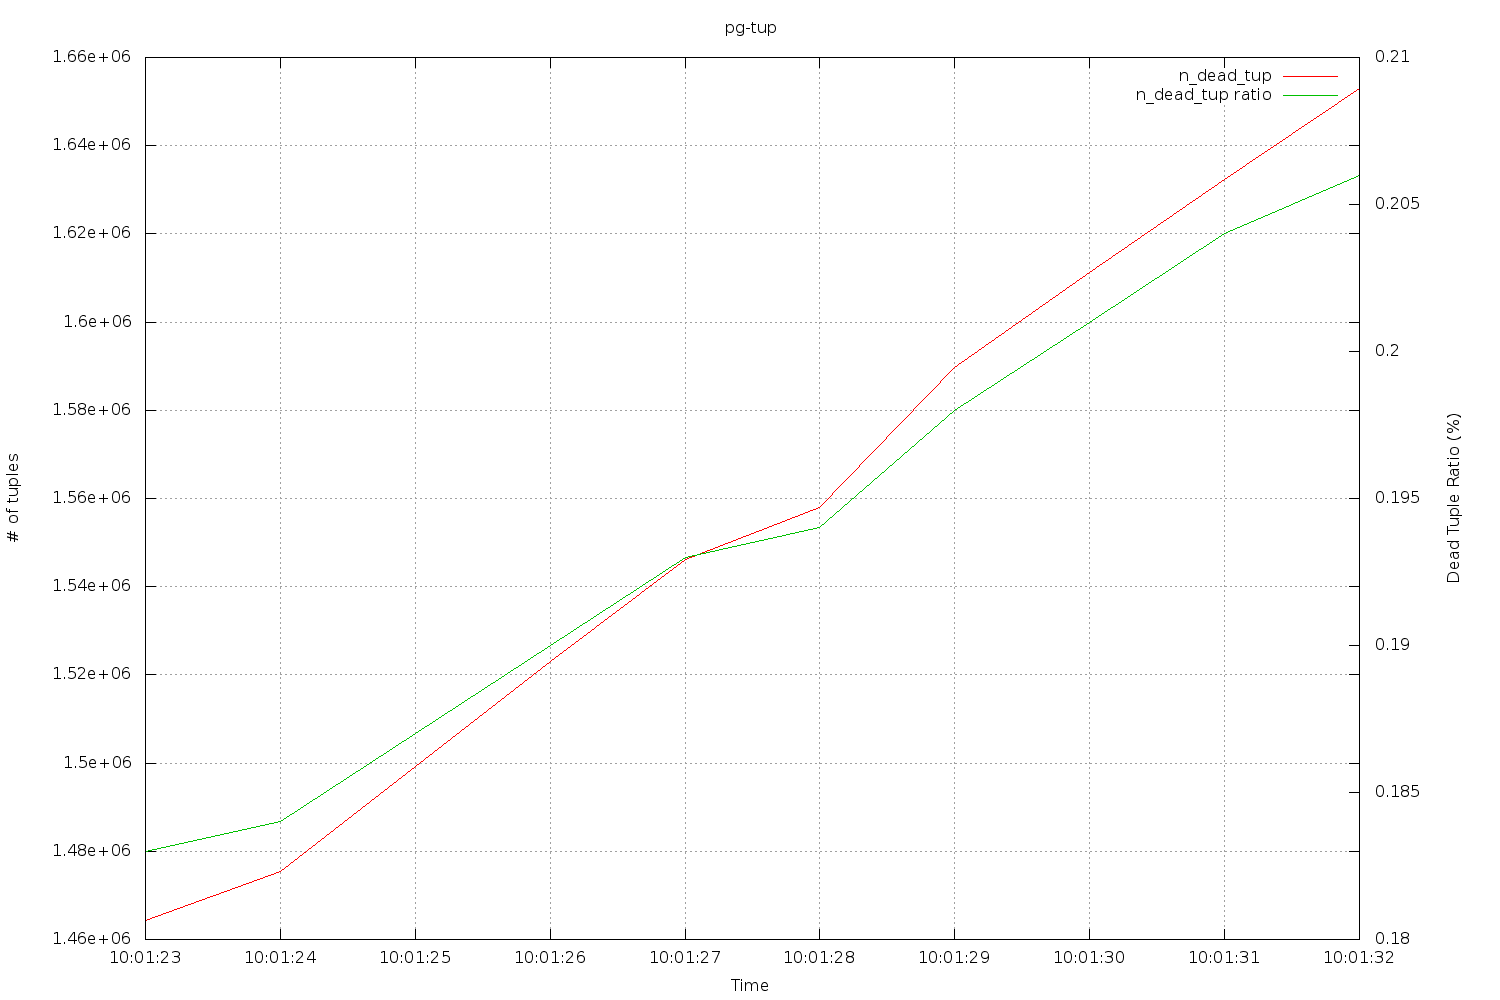 pg-tup
1.66e+06
1.64e+06
1.62e+06
1.6e+06
1.58e+06
1.56e+06
1.54e+06
1.52e+06
1.5e+06
1.48e+06
1.46e+06
# of tuples
n_dead_tup
n_dead_tup ratio
0.21
0.205
0.2
0.195
0.19
0.185
0.18
Dead Tuple Ratio (%)
10:01:23 10:01:24 10:01:25 10:01:26 10:01:27 10:01:28 10:01:29 10:01:30 10:01:31 10:01:32
Time